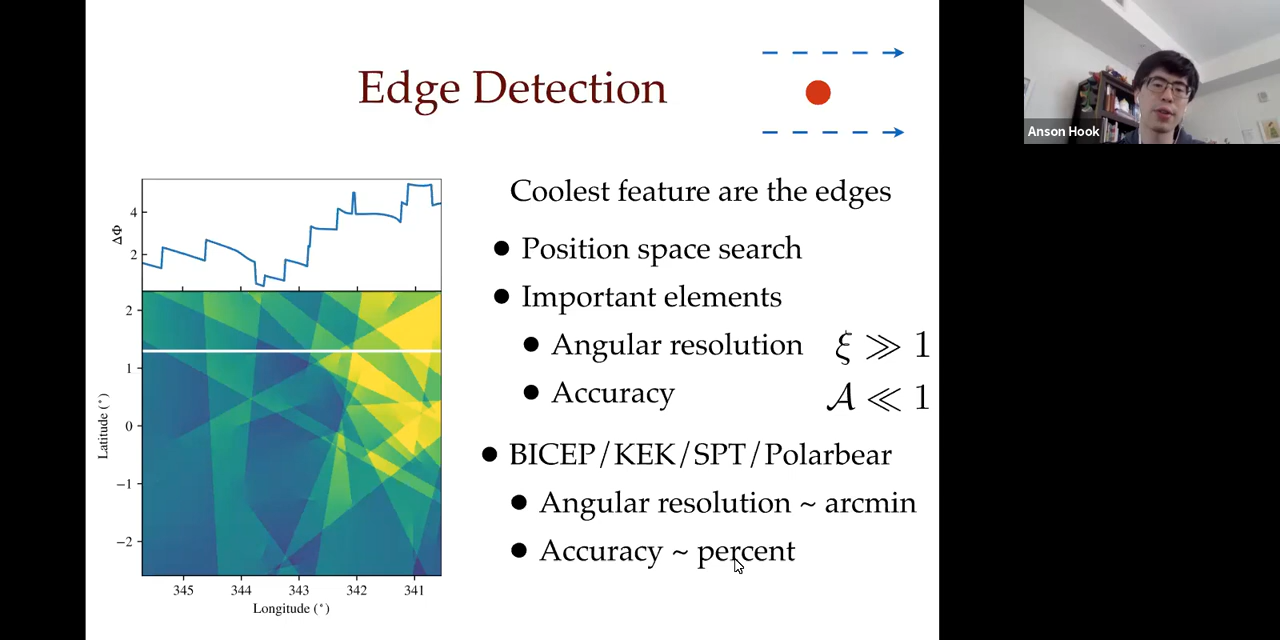 Edge Detection
Anson Hook
Coolest feature are the edges
● Position space search
● Important elements
● Angular resolution ξ ≫ 1
● Accuracy 𝒜 ≪ 1
● BICEP/KEK/SPT/Polarbear
● Angular resolution ~ arcmin
● Accuracy ~ percent
ΔΦ
4
2
Latitude (°)
2
1
0
−1
−2
345 344 343 342 341
Longitude (°)